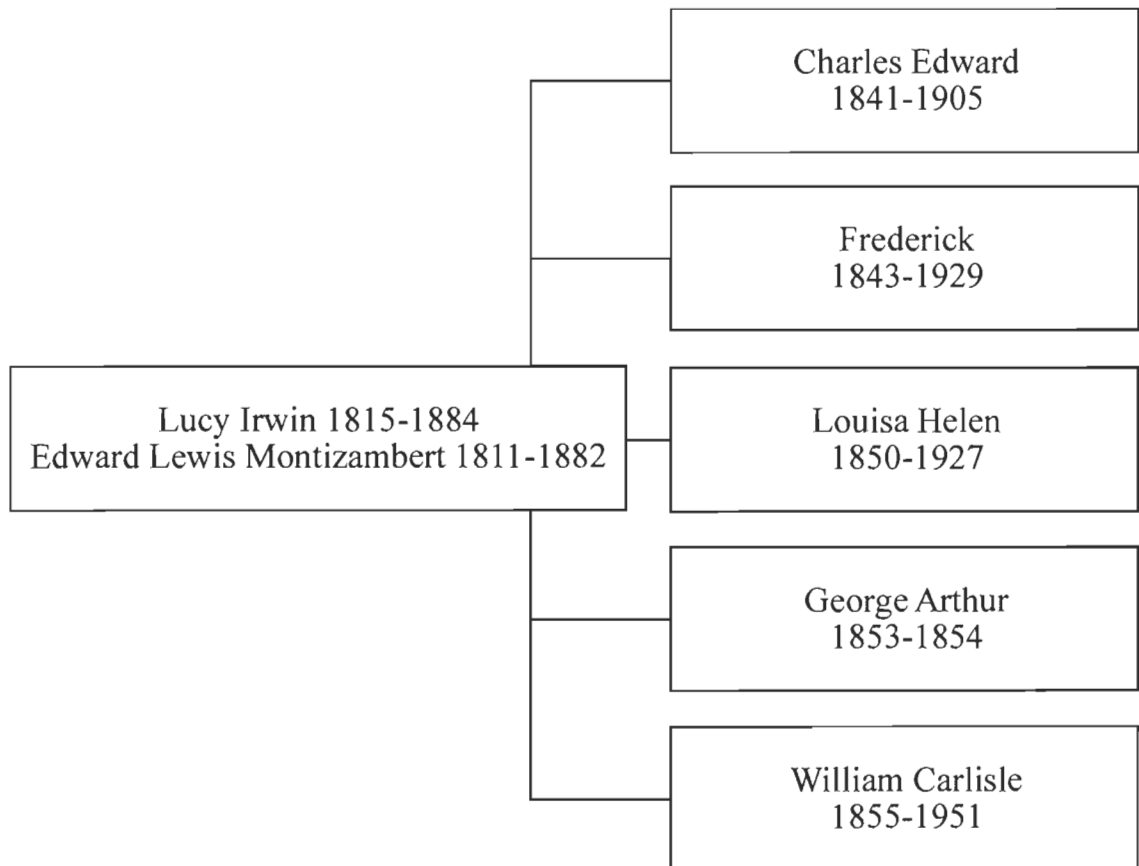 Charles Edward
1841-1905
Frederick
1843-1929
Lucy Irwin 1815-1884
Edward Lewis Montizambert 1811-1882
Louisa Helen
1850-1927
George Arthur
1853-1854
William Carlisle
1855-1951